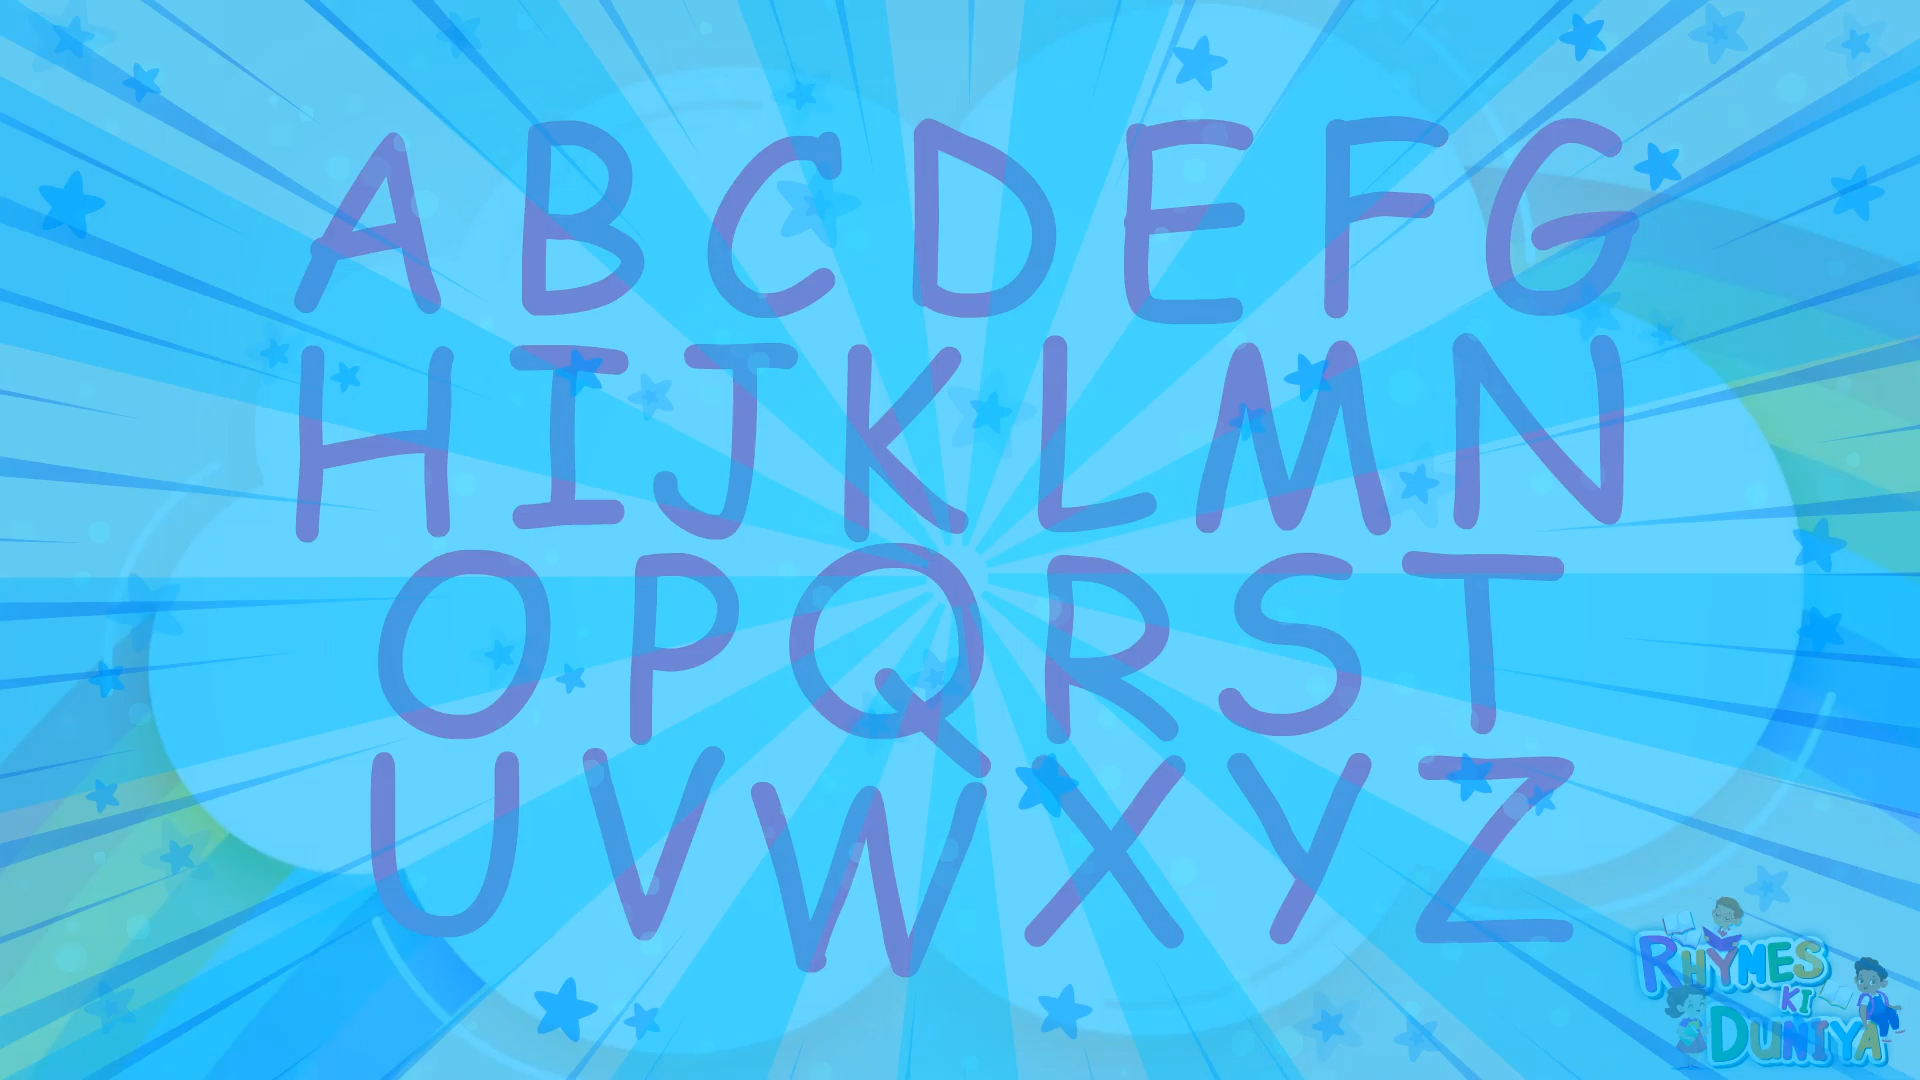 A B C D E F G
H I J K L M N
O P Q R S T
U V W X Y Z
RHYMES
KI
DUNIYA